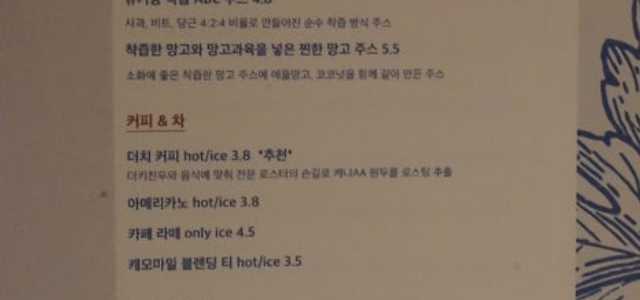 착즙 ABC 주스 4.8
사과, 비트, 당근 4:2:4 비율로 만들어진 순수 착즙 방식 주스
착즙한 망고와 망고과육을 넣은 찐한 망고 주스 5.5
소화에 좋은 착즙한 망고 주스에 애플망고, 코코넛을 함께 갈아 만든 주스
커피 & 차
더치 커피 hot/ice 3.8 *추천*
더키친두와 음식에 맞춰 전문 로스터의 손길로 케냐AA 원두를 로스팅 추출
아메리카노 hot/ice 3.8
카페 라떼 only ice 4.5
캐모마일 블렌딩 티 hot/ice 3.5